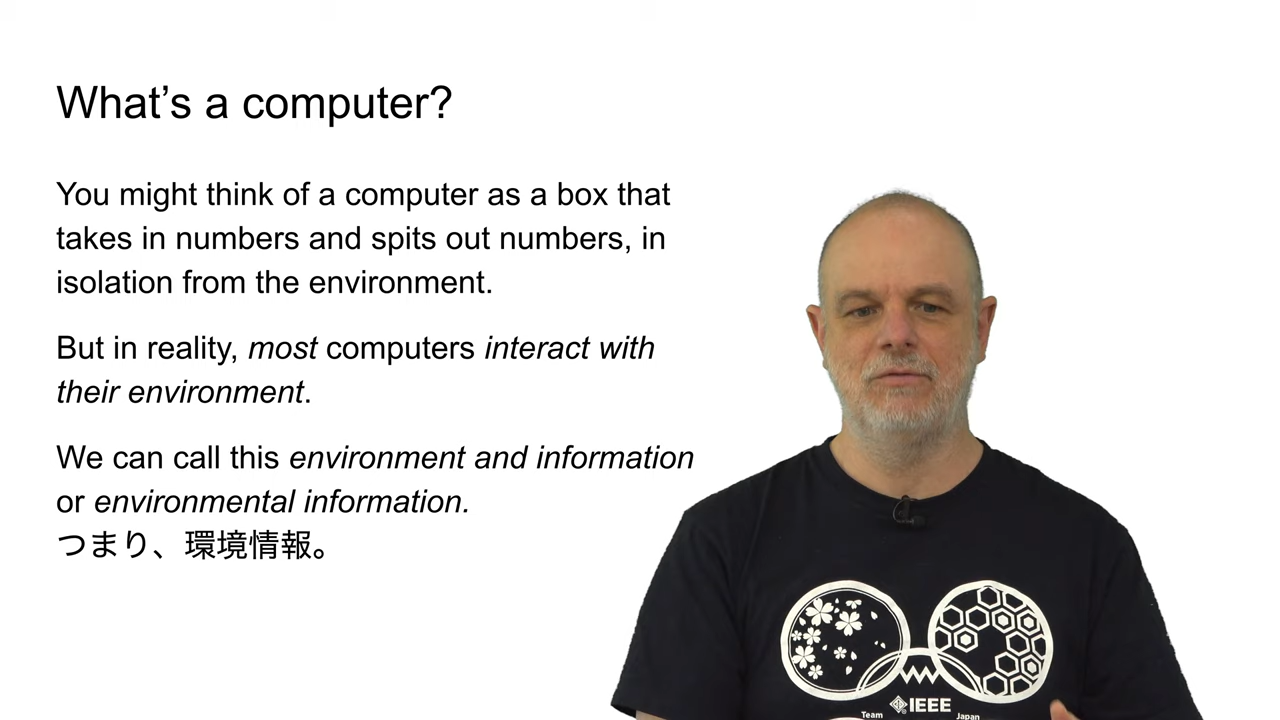 What's a computer?
You might think of a computer as a box that
takes in numbers and spits out numbers, in
isolation from the environment.
But in reality, most computers interact with
their environment.
We can call this environment and information
or environmental information.
つまり、環境情報。
IEEE
Team Japan